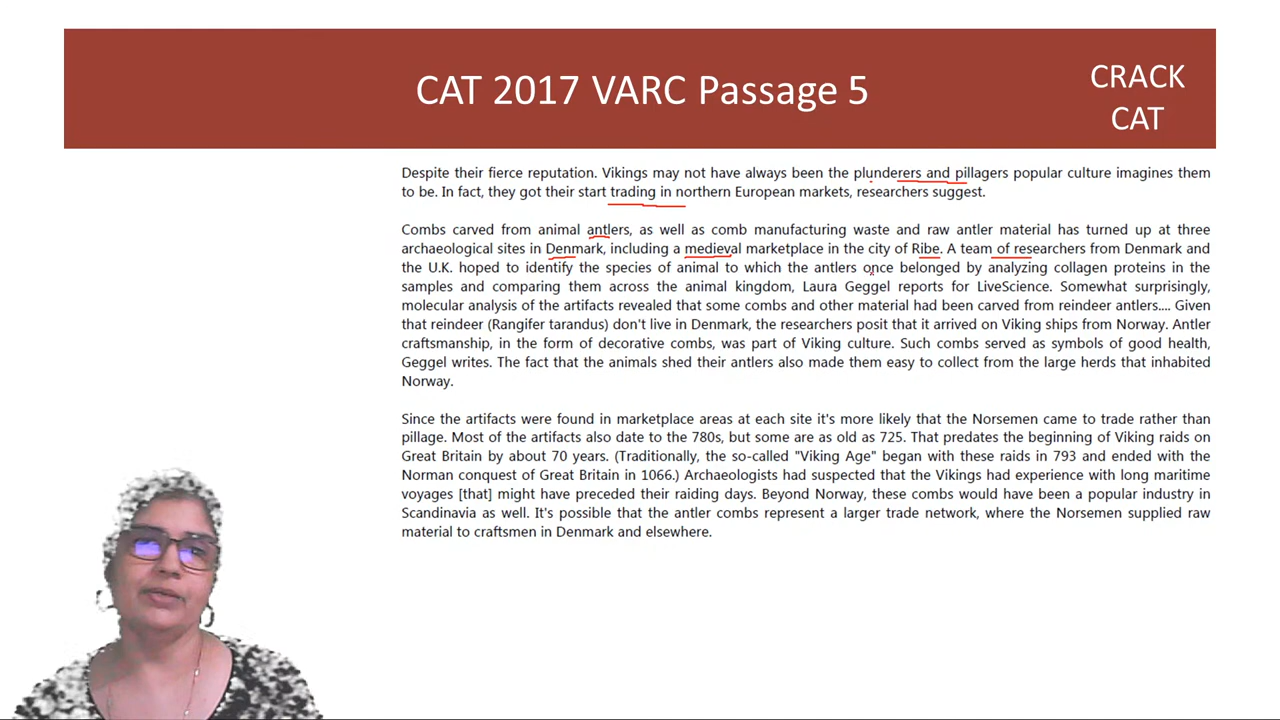 CAT 2017 VARC Passage 5
CRACK
CAT
Despite their fierce reputation. Vikings may not have always been the plunderers and pillagers popular culture imagines them
to be. In fact, they got their start trading in northern European markets, researchers suggest.
Combs carved from animal antlers, as well as comb manufacturing waste and raw antler material has turned up at three
archaeological sites in Denmark, including a medieval marketplace in the city of Ribe. A team of researchers from Denmark and
the U.K. hoped to identify the species of animal to which the antlers once belonged by analyzing collagen proteins in the
samples and comparing them across the animal kingdom, Laura Geggel reports for LiveScience. Somewhat surprisingly,
molecular analysis of the artifacts revealed that some combs and other material had been carved from reindeer antlers.... Given
that reindeer (Rangifer tarandus) don't live in Denmark, the researchers posit that it arrived on Viking ships from Norway. Antler
craftsmanship, in the form of decorative combs, was part of Viking culture. Such combs served as symbols of good health,
Geggel writes. The fact that the animals shed their antlers also made them easy to collect from the large herds that inhabited
Norway.
Since the artifacts were found in marketplace areas at each site it's more likely that the Norsemen came to trade rather than
pillage. Most of the artifacts also date to the 780s, but some are as old as 725. That predates the beginning of Viking raids on
Great Britain by about 70 years. (Traditionally, the so-called "Viking Age" began with these raids in 793 and ended with the
Norman conquest of Great Britain in 1066.) Archaeologists had suspected that the Vikings had experience with long maritime
voyages [that] might have preceded their raiding days. Beyond Norway, these combs would have been a popular industry in
Scandinavia as well. It's possible that the antler combs represent a larger trade network, where the Norsemen supplied raw
material to craftsmen in Denmark and elsewhere.